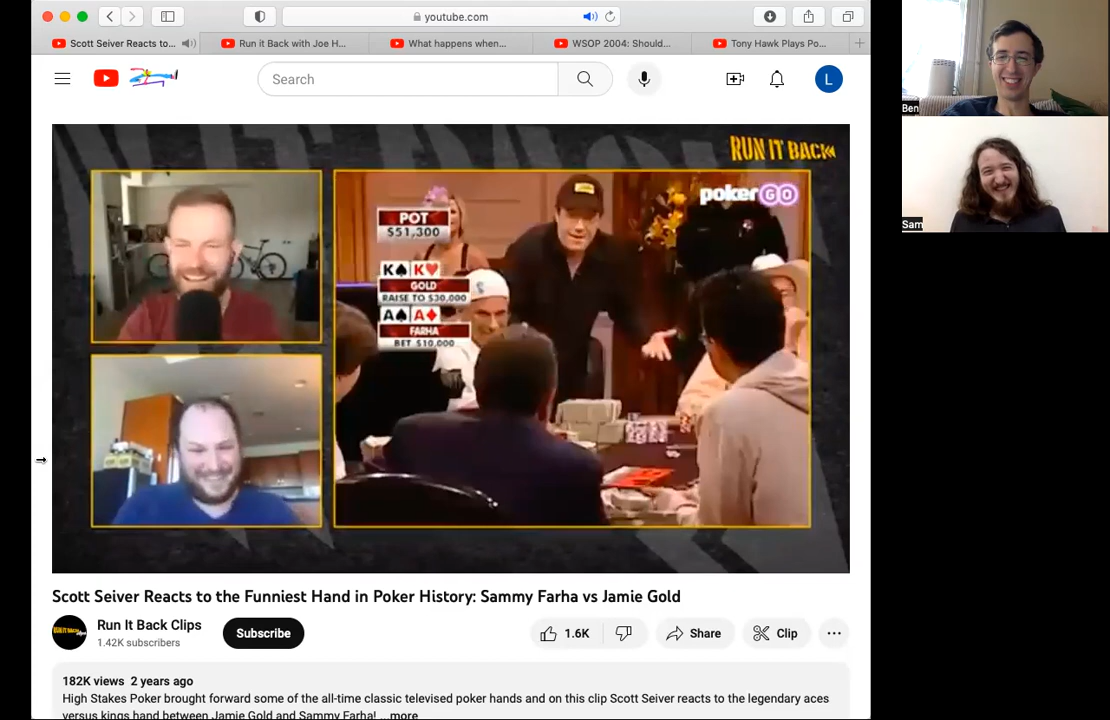 youtube.com
Scott Seiver Reacts to...
Run it Back with Joe H...
What happens when...
WSOP 2004: Should...
Tony Hawk Plays Po...
Search
L
RUN IT BACK
pokerGO
POT
$51,300
K♠ K♥
GOLD
RAISE TO $30,000
A♠ A♦
FARHA
BET $10,000
Ben
Sam
Scott Seiver Reacts to the Funniest Hand in Poker History: Sammy Farha vs Jamie Gold
Run It Back Clips
1.42K subscribers
Subscribe
1.6K
Share
Clip
182K views 2 years ago
High Stakes Poker brought forward some of the all-time classic televised poker hands and on this clip Scott Seiver reacts to the legendary aces
versus kings hand between Jamie Gold and Sammy Farha! ...more